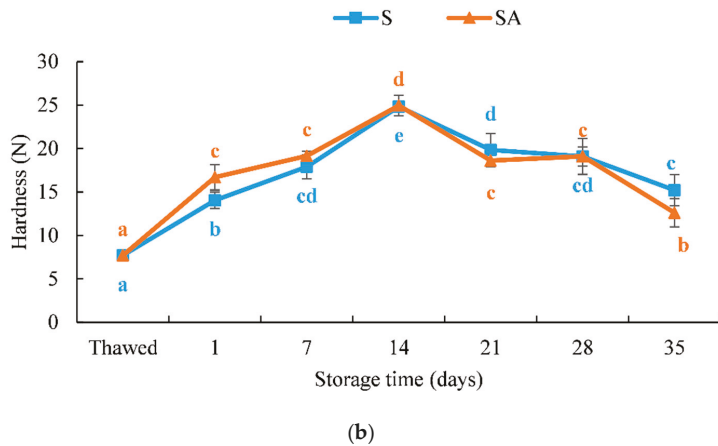 S SA
30
25
20
15
10
5
0
Hardness (N)
a
a
c
b
c
cd
d
e
d
c
c
cd
c
b
Thawed 1 7 14 21 28 35
Storage time (days)
(b)